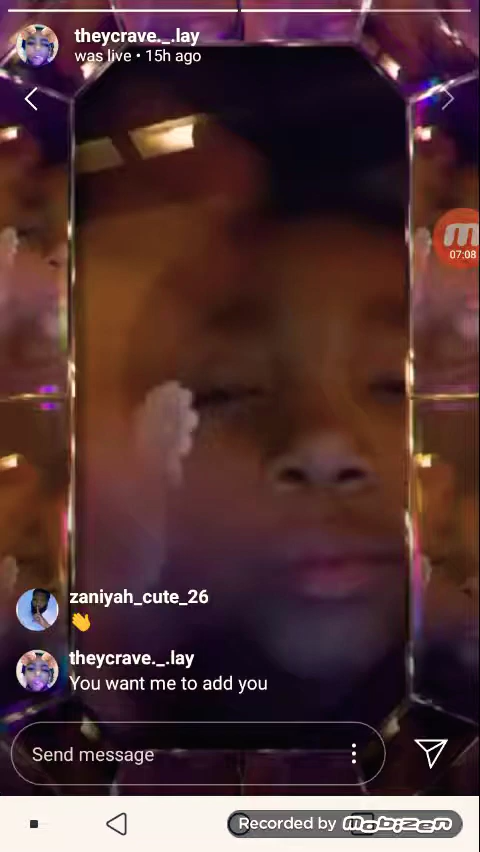 theycrave._.lay
was live • 15h ago
07:08
zaniyah_cute_26
👋
theycrave._.lay
You want me to add you
Send message
Recorded by mobizen